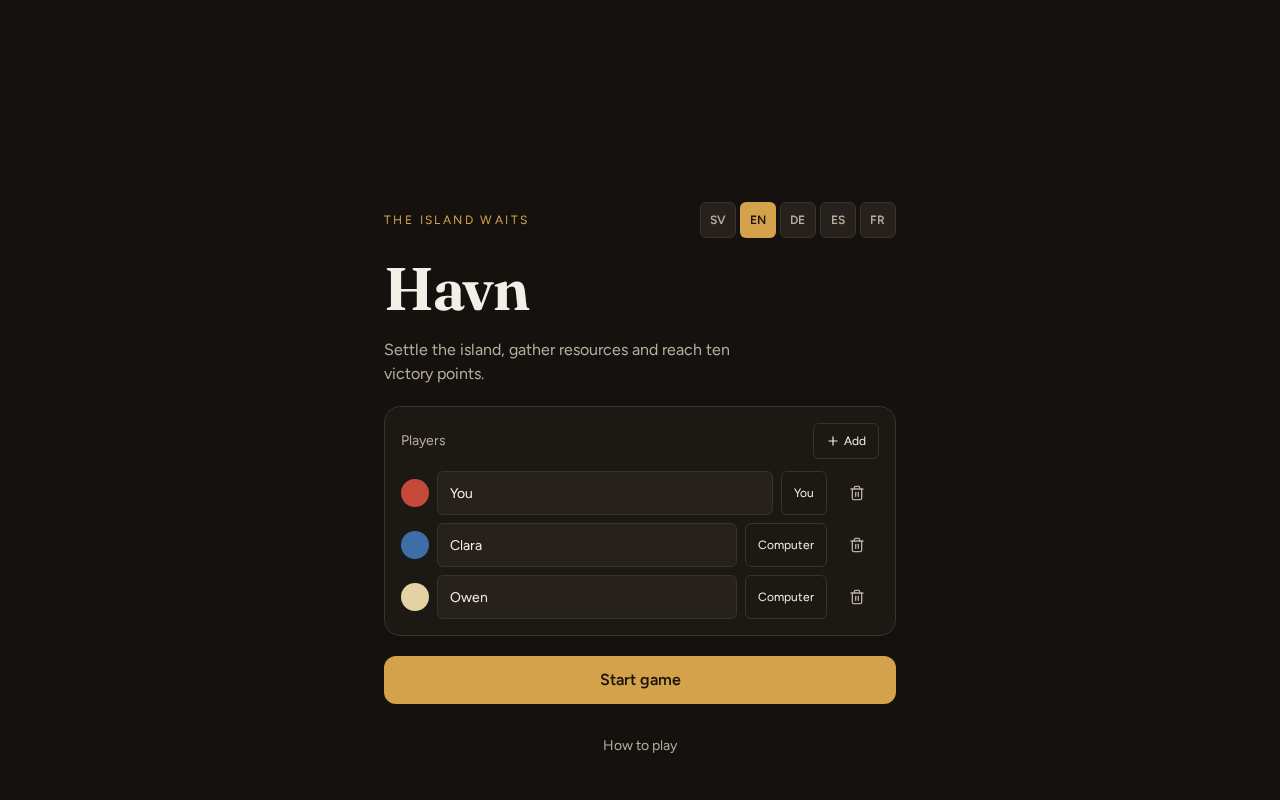 THE ISLAND WAITS
SV EN DE ES FR
Havn
Settle the island, gather resources and reach ten
victory points.
Players
Add
You You
Clara Computer
Owen Computer
Start game
How to play